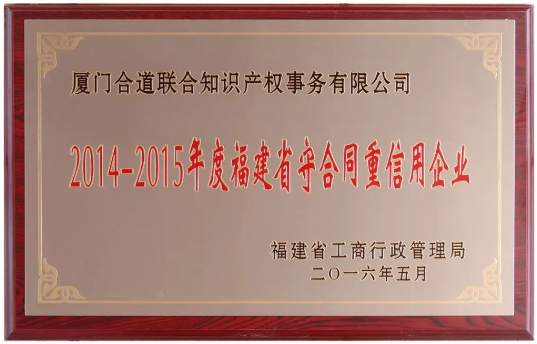 厦门合道联合知识产权事务有限公司
2014-2015年度福建省守合同重信用企业
福建省工商行政管理局
二〇一六年五月